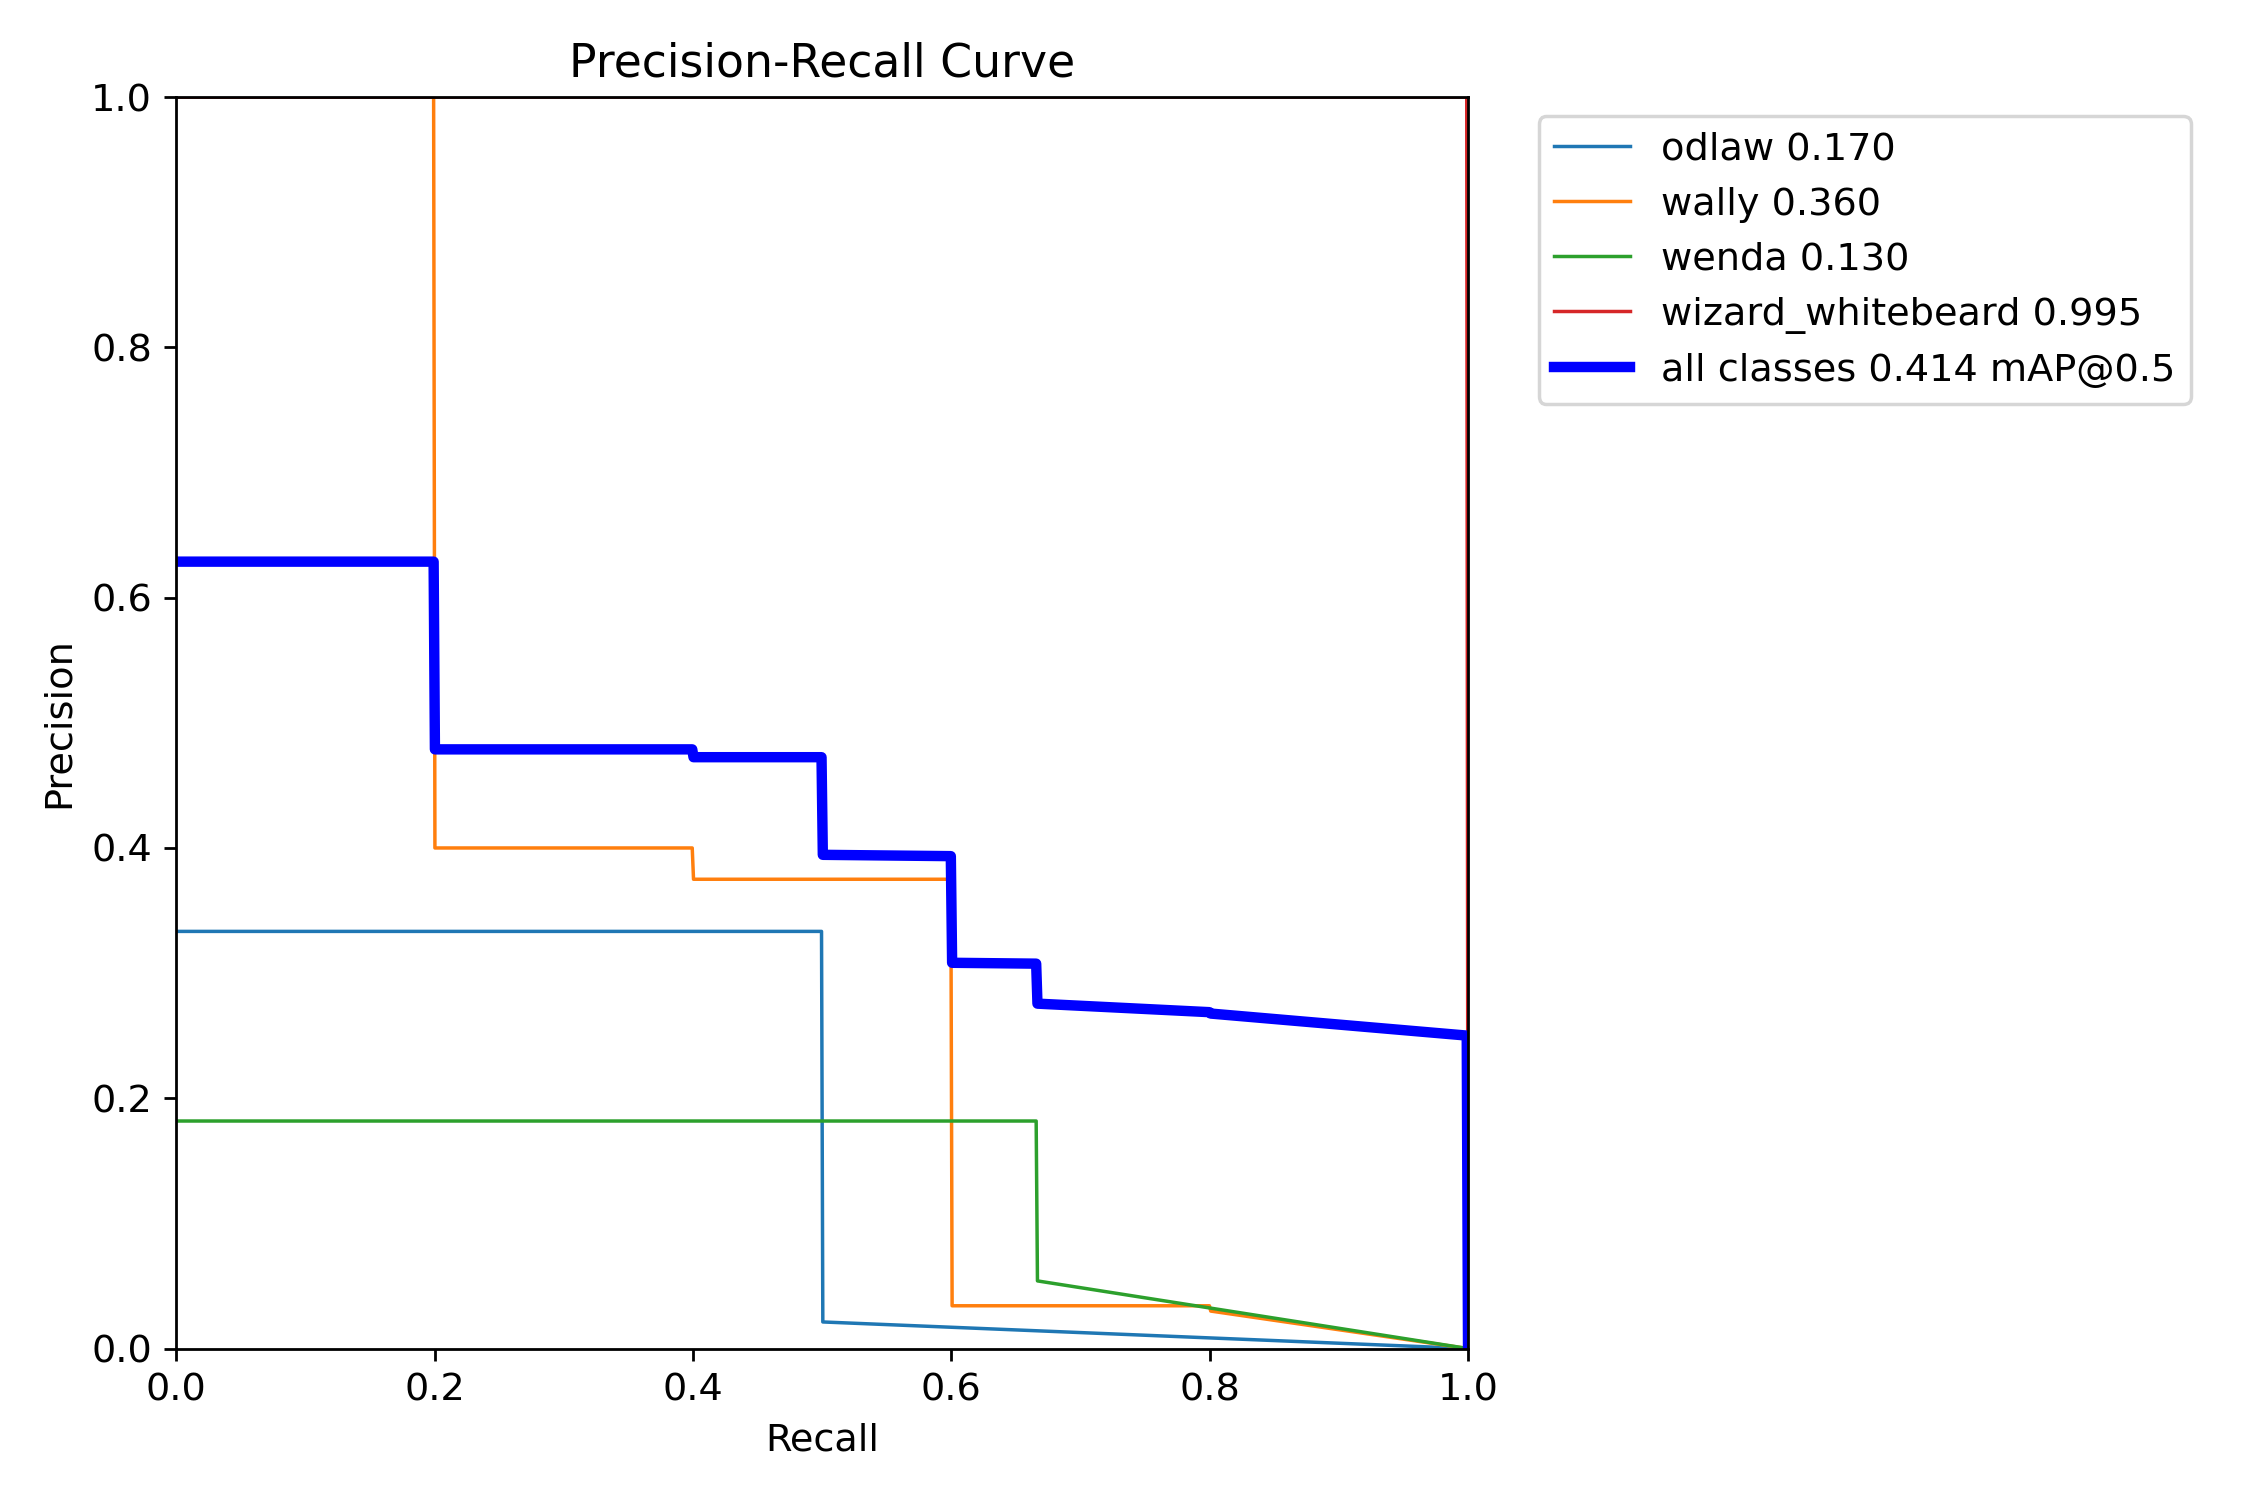 Precision-Recall Curve
1.0
0.8
0.6
0.4
0.2
0.0
Precision
0.0 0.2 0.4 0.6 0.8 1.0
Recall
odlaw 0.170
wally 0.360
wenda 0.130
wizard_whitebeard 0.995
all classes 0.414 mAP@0.5